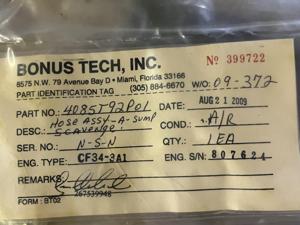 Nº 399722
BONUS TECH, INC.
8575 N.W. 79 Avenue Bay D • Miami, Florida 33166
PART IDENTIFICATION TAG (305) 884-6670 W/O: 09-372
PART NO.: 4085T92P01 DATE: AUG 21 2009
DESC.: HOSE ASSY-A-SUMP SCAVENGE COND.: A/R
SER. NO.: N-S-N QTY.: 1EA
ENG. TYPE: CF34-3A1 ENG. S/N: 807624
REMARKS:
267539948
FORM : BT02